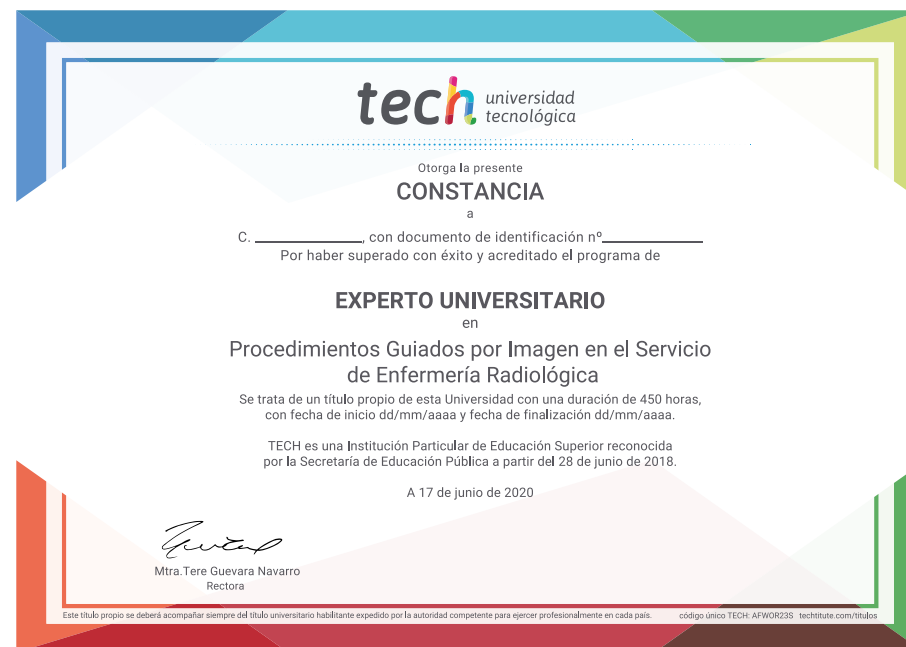 tech universidad
tecnológica
Otorga la presente
CONSTANCIA
a
C. ____________, con documento de identificación nº____________
Por haber superado con éxito y acreditado el programa de
EXPERTO UNIVERSITARIO
en
Procedimientos Guiados por Imagen en el Servicio
de Enfermería Radiológica
Se trata de un título propio de esta Universidad con una duración de 450 horas,
con fecha de inicio dd/mm/aaaa y fecha de finalización dd/mm/aaaa.
TECH es una Institución Particular de Educación Superior reconocida
por la Secretaría de Educación Pública a partir del 28 de junio de 2018.
A 17 de junio de 2020
Mtra.Tere Guevara Navarro
Rectora
Este título propio se deberá acompañar siempre del título universitario habilitante expedido por la autoridad competente para ejercer profesionalmente en cada país. código único TECH: AFWOR23S techtitute.com/titulos